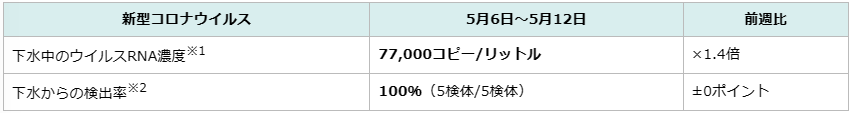 新型コロナウイルス 5月6日～5月12日 前週比
下水中のウイルスRNA濃度※1 77,000コピー/リットル ×1.4倍
下水からの検出率※2 100%（5検体/5検体） ±0ポイント